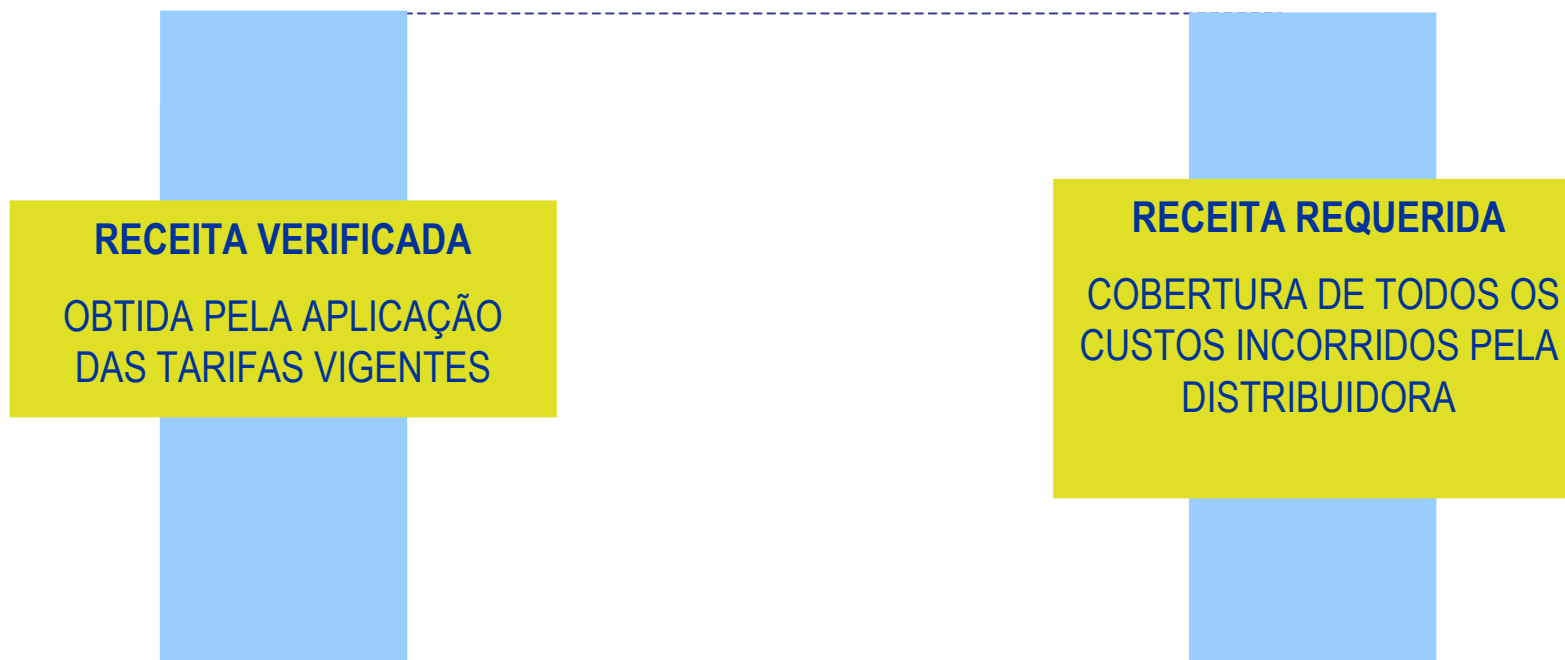 RECEITA VERIFICADA
OBTIDA PELA APLICAÇÃO
DAS TARIFAS VIGENTES
RECEITA REQUERIDA
COBERTURA DE TODOS OS
CUSTOS INCORRIDOS PELA
DISTRIBUIDORA